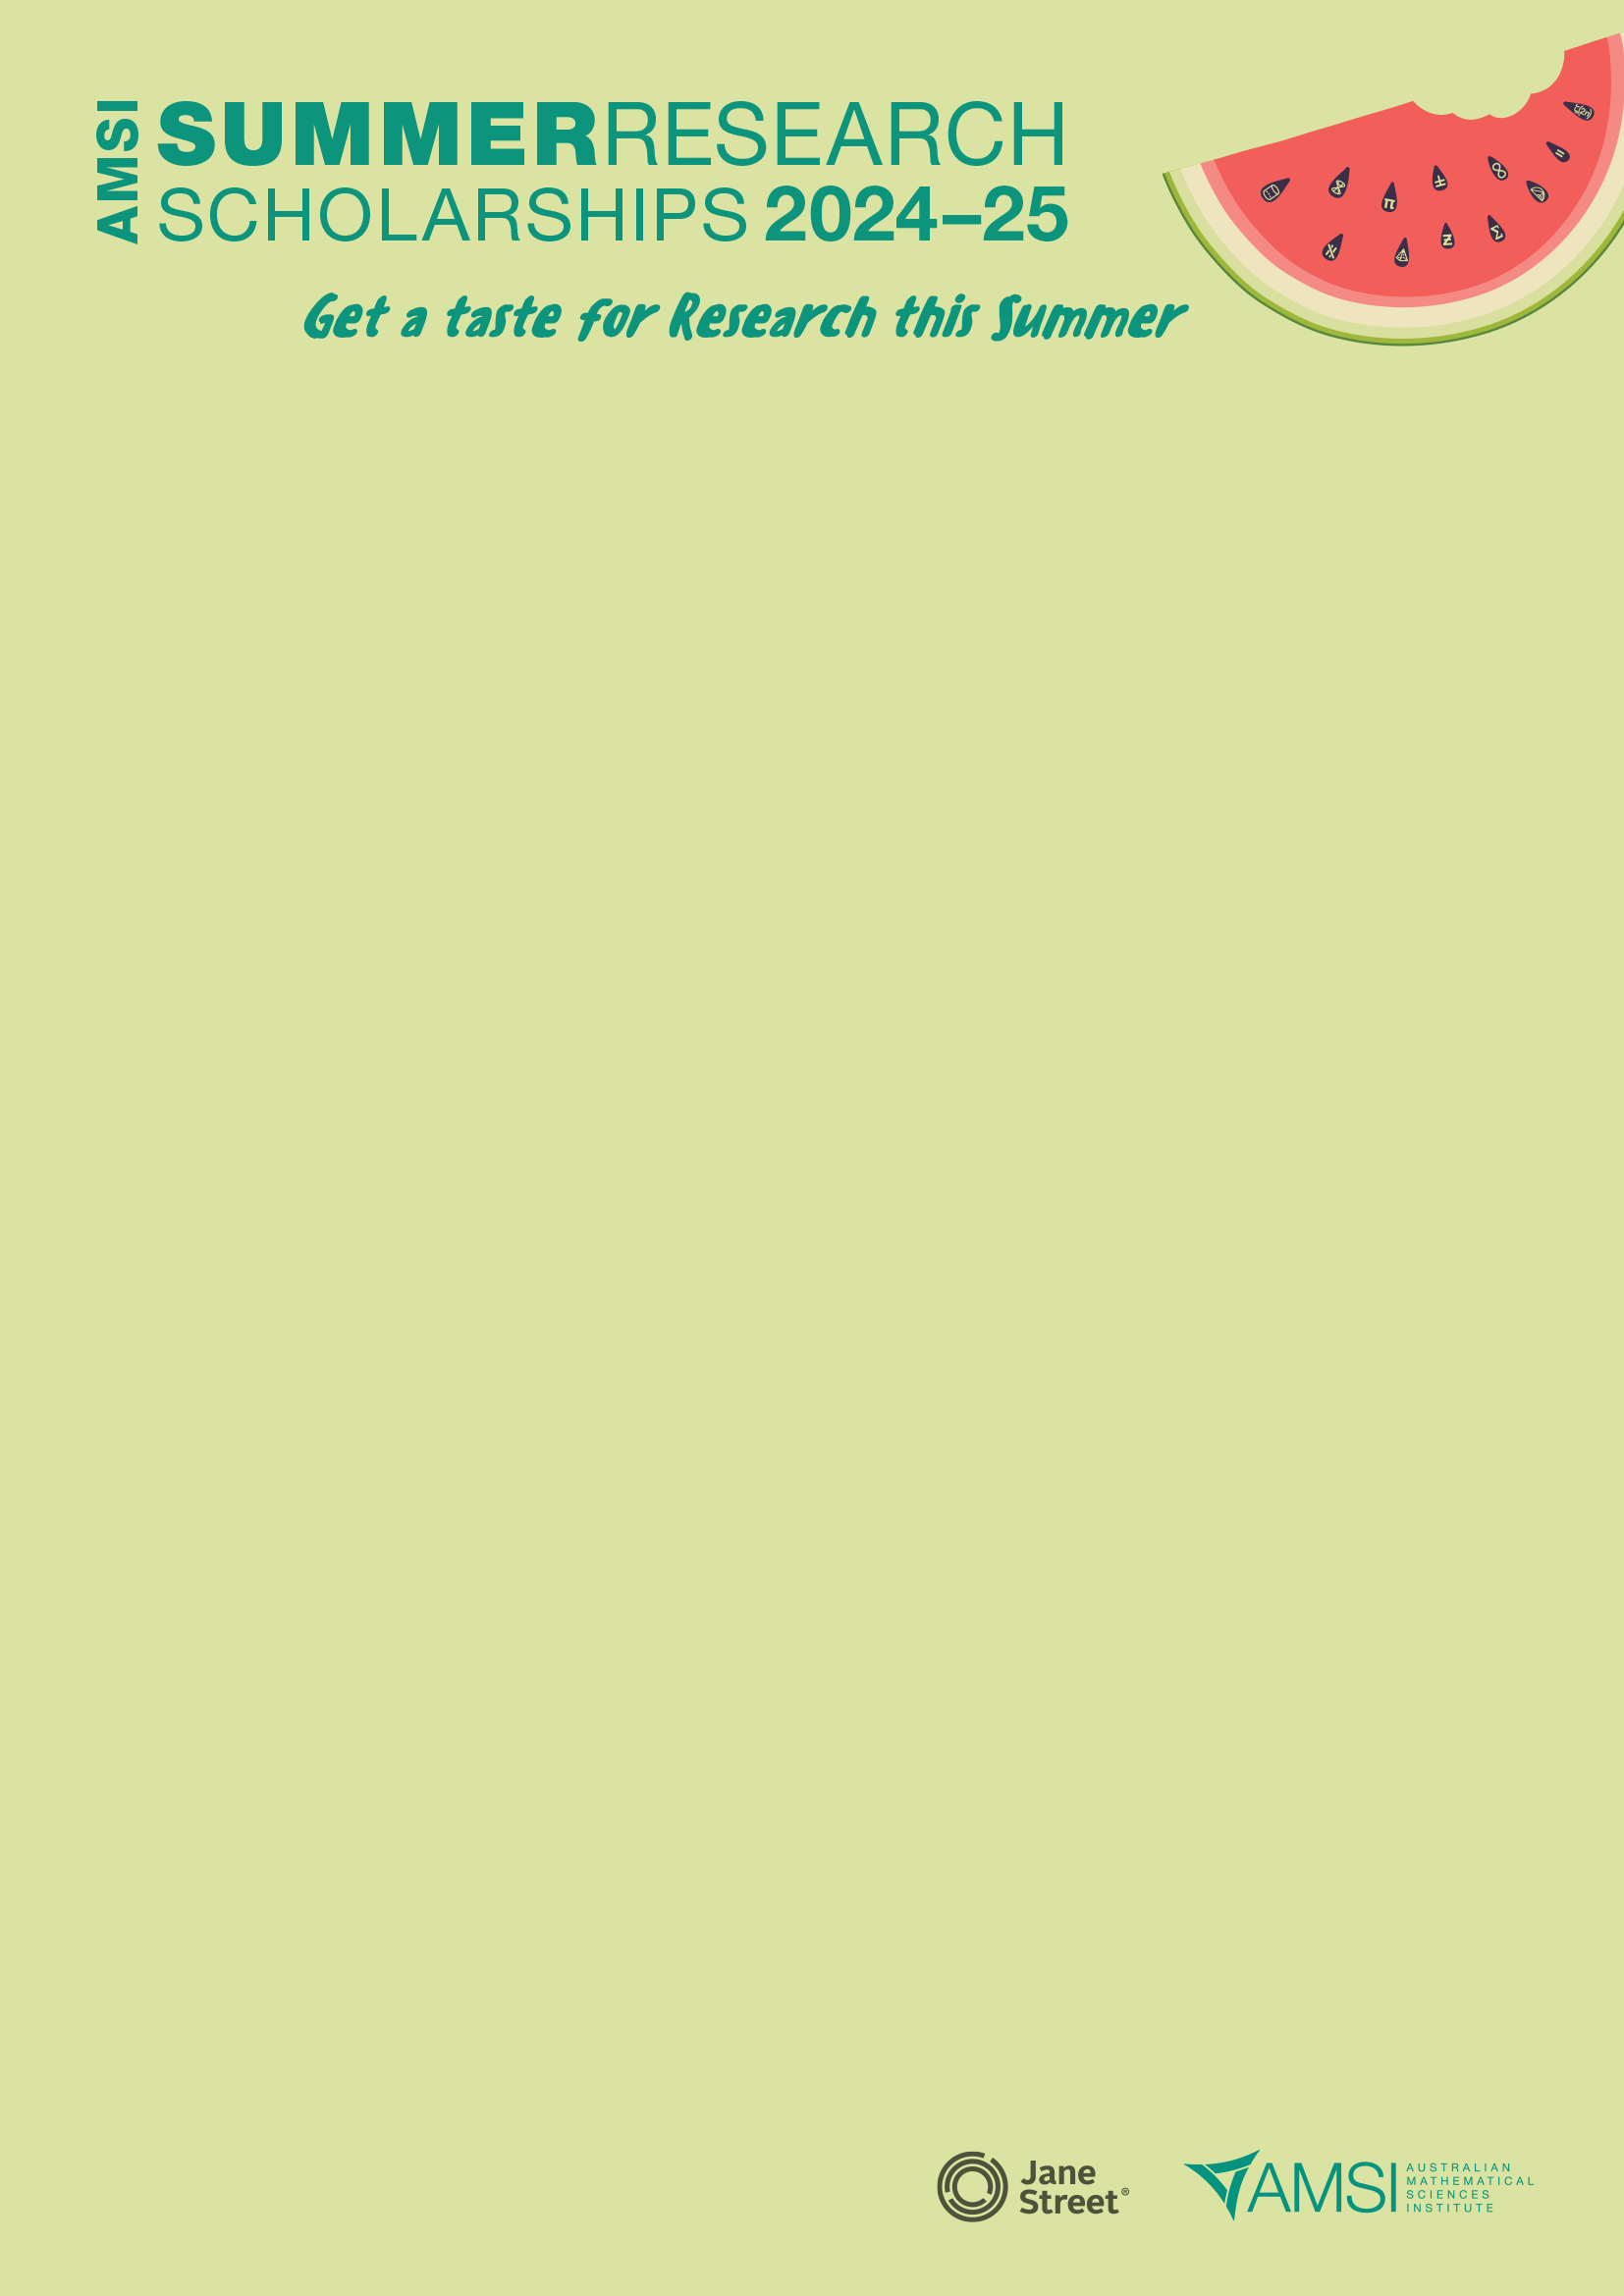 AMSI
SUMMERRESEARCH
SCHOLARSHIPS 2024–25
Get a taste for Research this Summer
π
+
∞
=
Σ
Jane
Street®
AMSI
AUSTRALIAN
MATHEMATICAL
SCIENCES
INSTITUTE